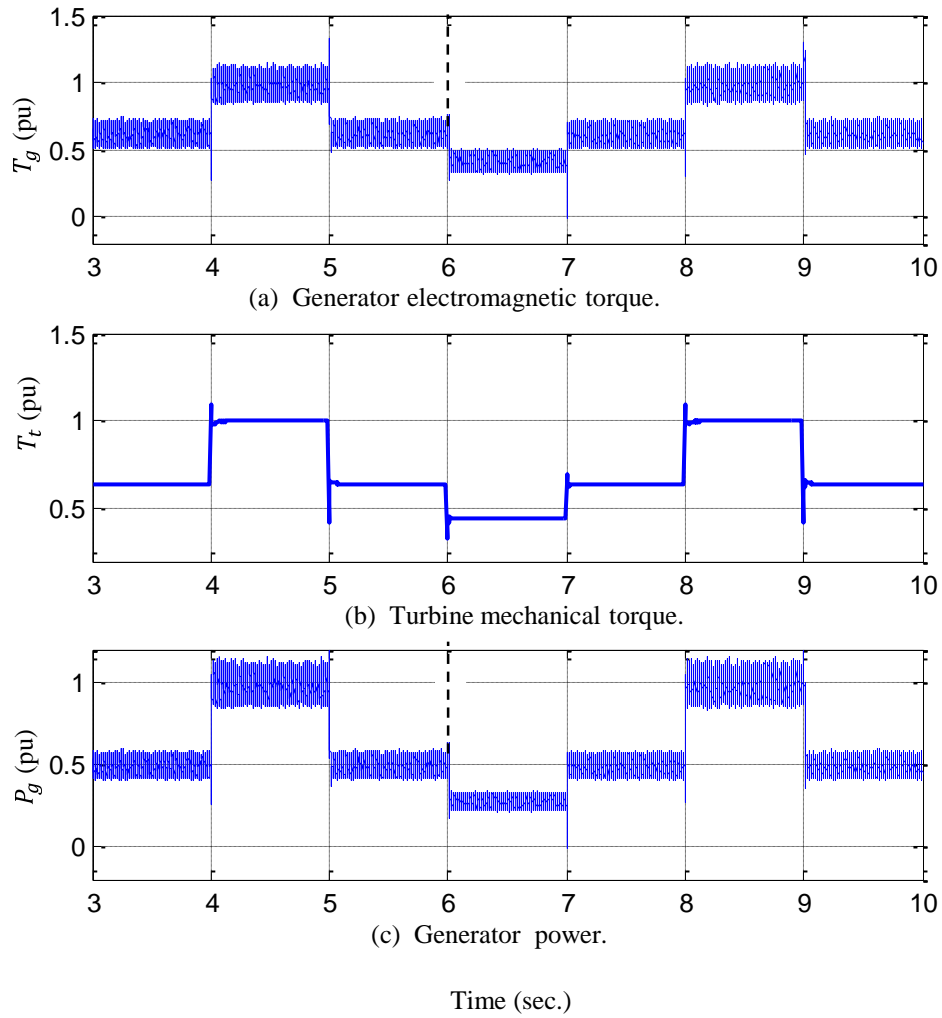 1.5
1
0.5
0
T_g (pu)
3 4 5 6 7 8 9 10
(a) Generator electromagnetic torque.
1.5
1
0.5
T_t (pu)
3 4 5 6 7 8 9 10
(b) Turbine mechanical torque.
1
0.5
0
P_g (pu)
3 4 5 6 7 8 9 10
(c) Generator power.
Time (sec.)